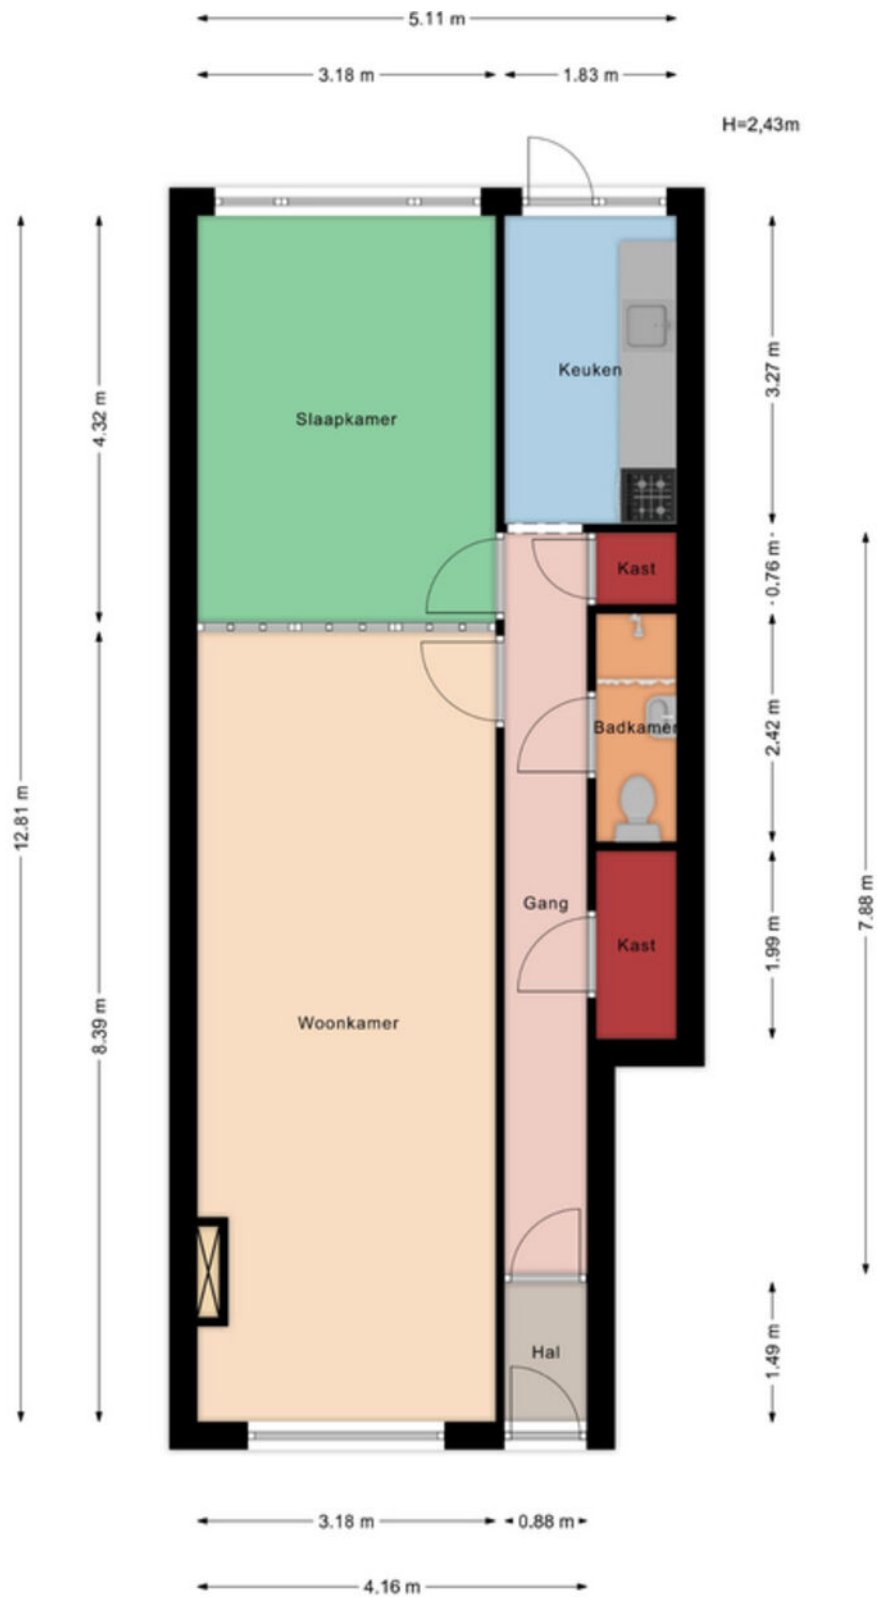 5.11 m
3.18 m
1.83 m
H=2,43m
4.32 m
3.27 m
Keuken
Slaapkamer
0.76 m
Kast
2.42 m
Badkamer
12.81 m
7.88 m
Gang
1.99 m
Kast
8.39 m
Woonkamer
1.49 m
Hal
3.18 m
0.88 m
4.16 m